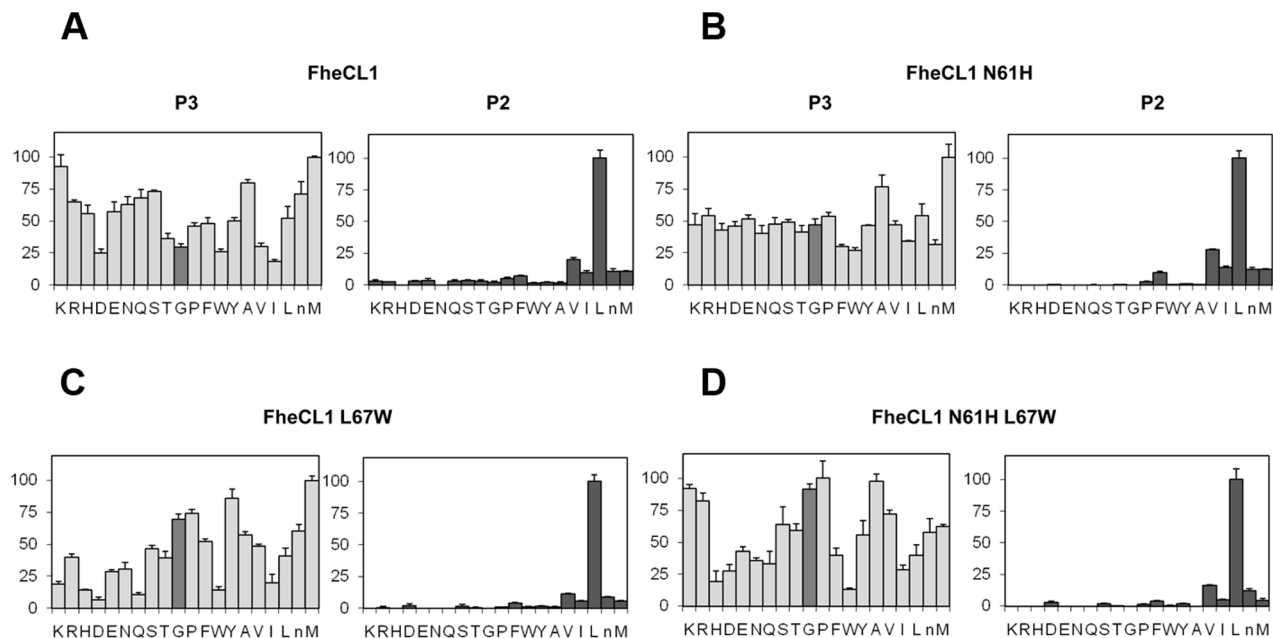 A
B
FheCL1
FheCL1 N61H
P3
P2
P3
P2
100
75
50
25
0
100
75
50
25
0
100
75
50
25
0
100
75
50
25
0
KRHDENQSTGPFWYAVILnM
KRHDENQSTGPFWYAVILnM
KRHDENQSTGPFWYAVILnM
KRHDENQSTGPFWYAVILnM
C
D
FheCL1 L67W
FheCL1 N61H L67W
100
75
50
25
0
100
75
50
25
0
100
75
50
25
0
100
75
50
25
0
KRHDENQSTGPFWYAVILnM
KRHDENQSTGPFWYAVILnM
KRHDENQSTGPFWYAVILnM
KRHDENQSTGPFWYAVILnM